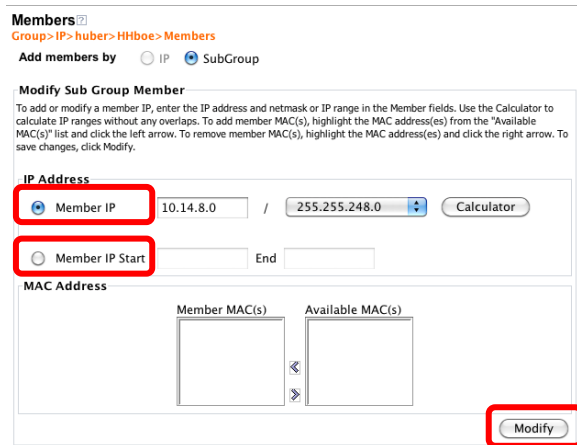 Members?
Group>IP>huber>HHboe>Members
Add members by IP SubGroup
Modify Sub Group Member
To add or modify a member IP, enter the IP address and netmask or IP range in the Member fields. Use the Calculator to
calculate IP ranges without any overlaps. To add member MAC(s), highlight the MAC address(es) from the "Available
MAC(s)" list and click the left arrow. To remove member MAC(s), highlight the MAC address(es) and click the right arrow. To
save changes, click Modify.
IP Address
Member IP 10.14.8.0 / 255.255.248.0 Calculator
Member IP Start End
MAC Address
Member MAC(s) Available MAC(s)
Modify